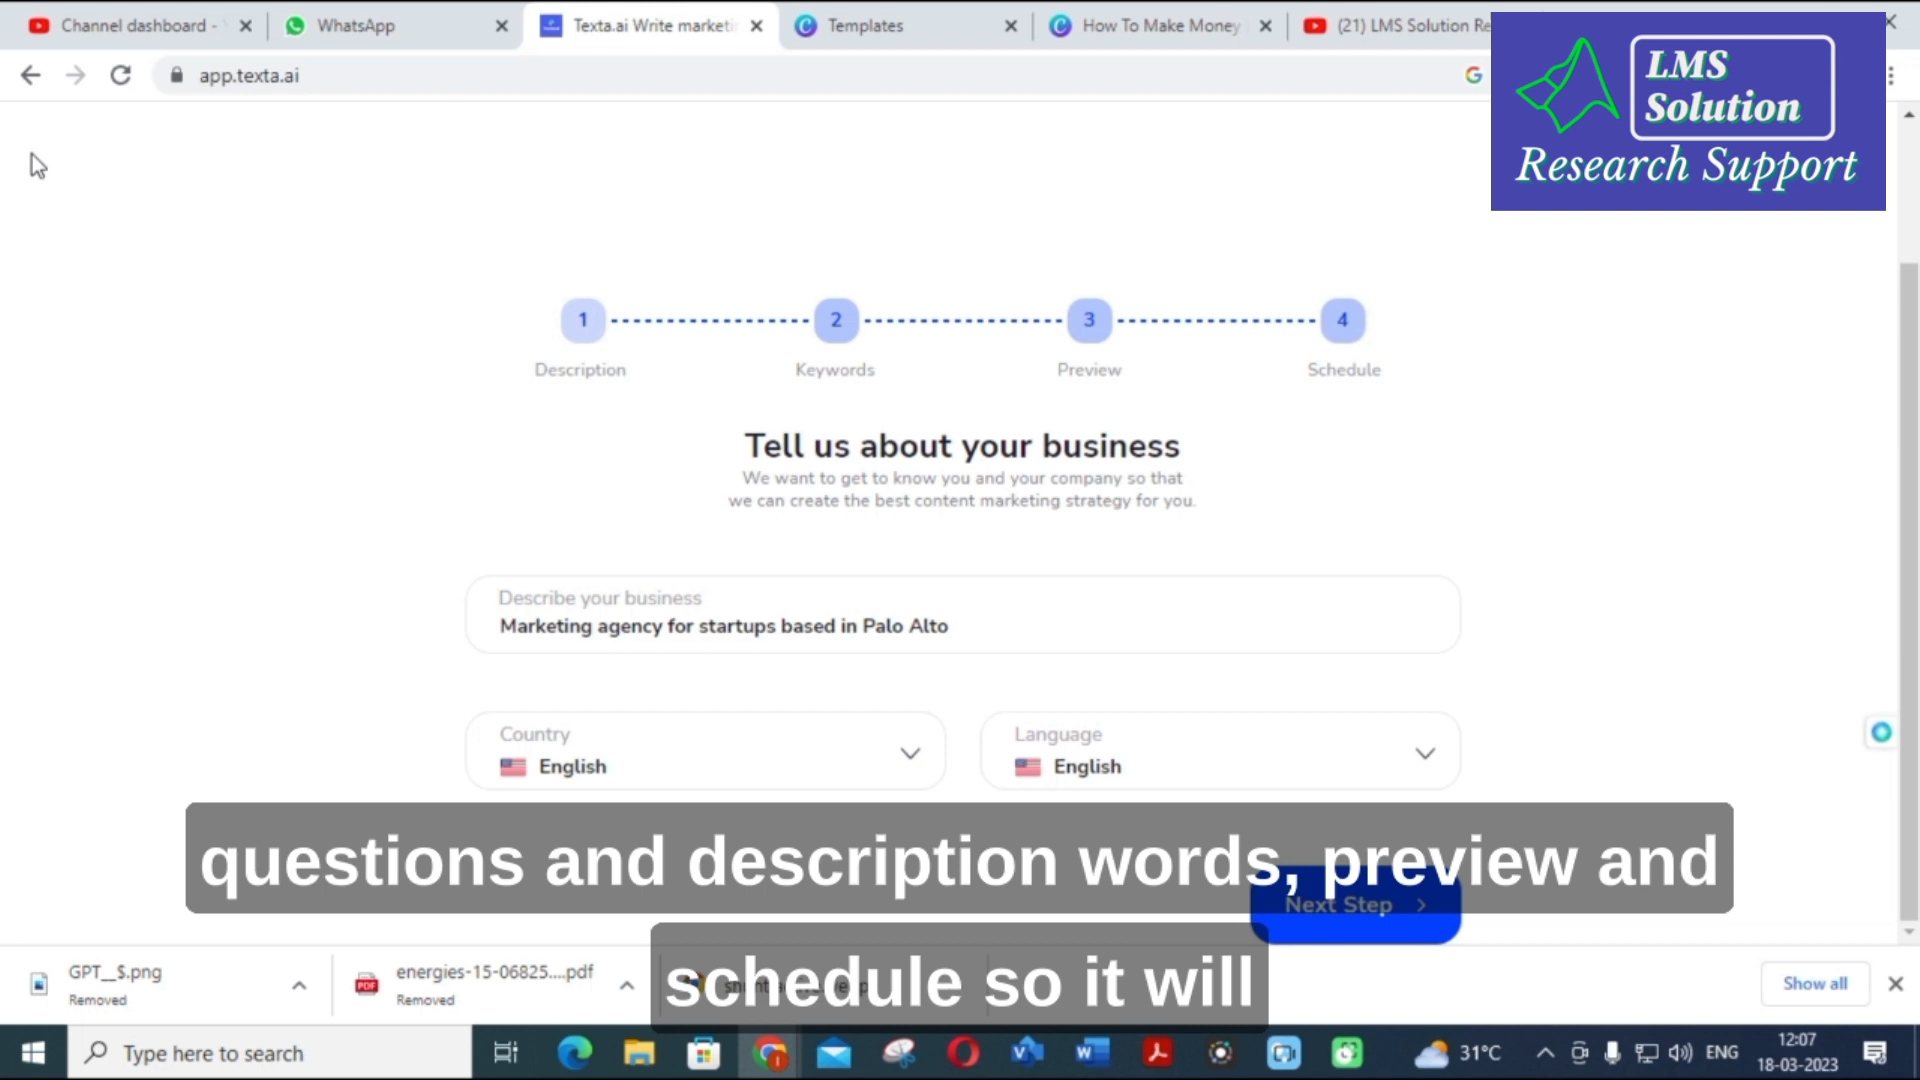 Channel dashboard -
WhatsApp
Texta.ai Write marketi
Templates
How To Make Money
(21) LMS Solution Re
app.texta.ai
LMS
Solution
Research Support
1
2
3
4
Description
Keywords
Preview
Schedule
Tell us about your business
We want to get to know you and your company so that
we can create the best content marketing strategy for you.
Describe your business
Marketing agency for startups based in Palo Alto
Country
English
Language
English
questions and description words, preview and
Next Step
schedule so it will
GPT__$.png
Removed
energies-15-06825....pdf
Removed
Show all
Type here to search
31°C
ENG
12:07
18-03-2023